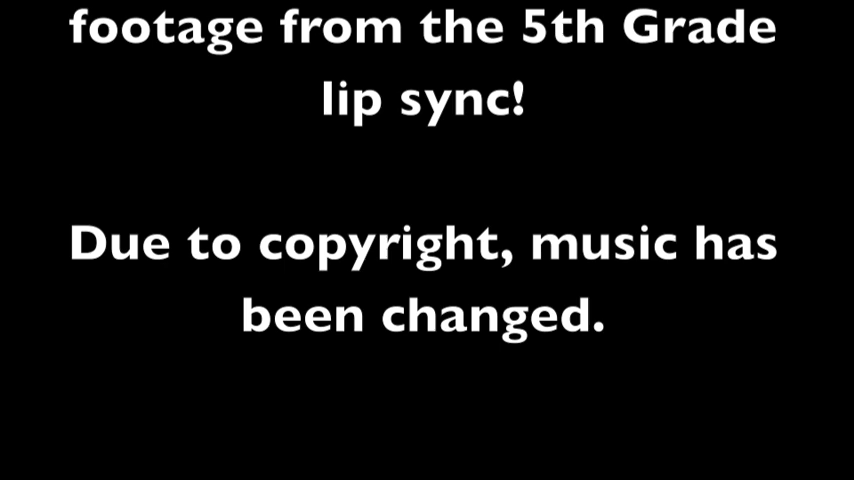 footage from the 5th Grade
lip sync!
Due to copyright, music has
been changed.